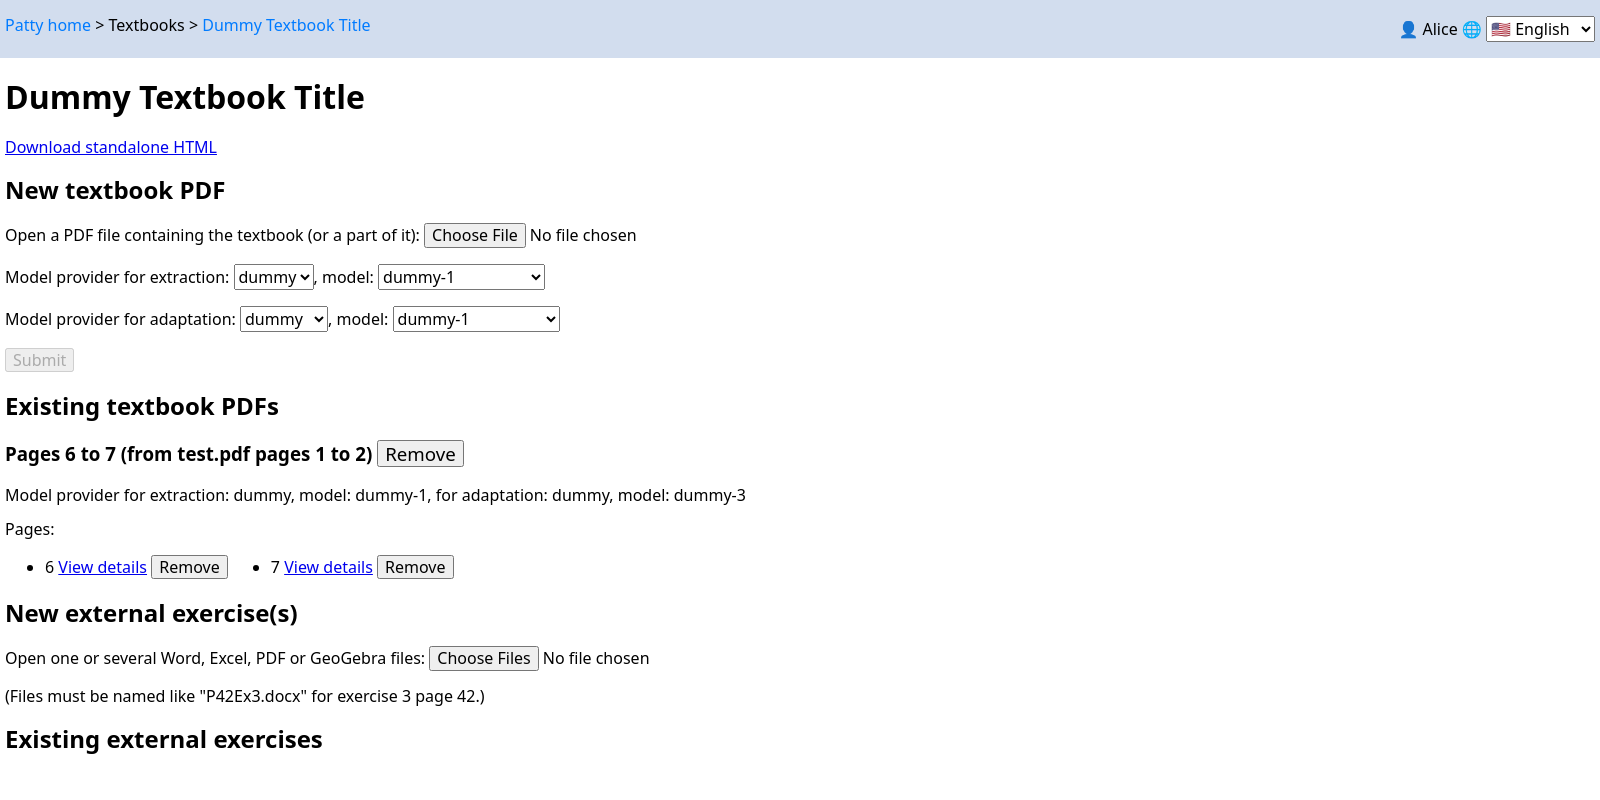 Patty home > Textbooks > Dummy Textbook Title
👤 Alice 🌐 🇺🇸 English
Dummy Textbook Title
Download standalone HTML
New textbook PDF
Open a PDF file containing the textbook (or a part of it): Choose File No file chosen
Model provider for extraction: dummy, model: dummy-1
Model provider for adaptation: dummy, model: dummy-1
Submit
Existing textbook PDFs
Pages 6 to 7 (from test.pdf pages 1 to 2) Remove
Model provider for extraction: dummy, model: dummy-1, for adaptation: dummy, model: dummy-3
Pages:
• 6 View details Remove • 7 View details Remove
New external exercise(s)
Open one or several Word, Excel, PDF or GeoGebra files: Choose Files No file chosen
(Files must be named like "P42Ex3.docx" for exercise 3 page 42.)
Existing external exercises